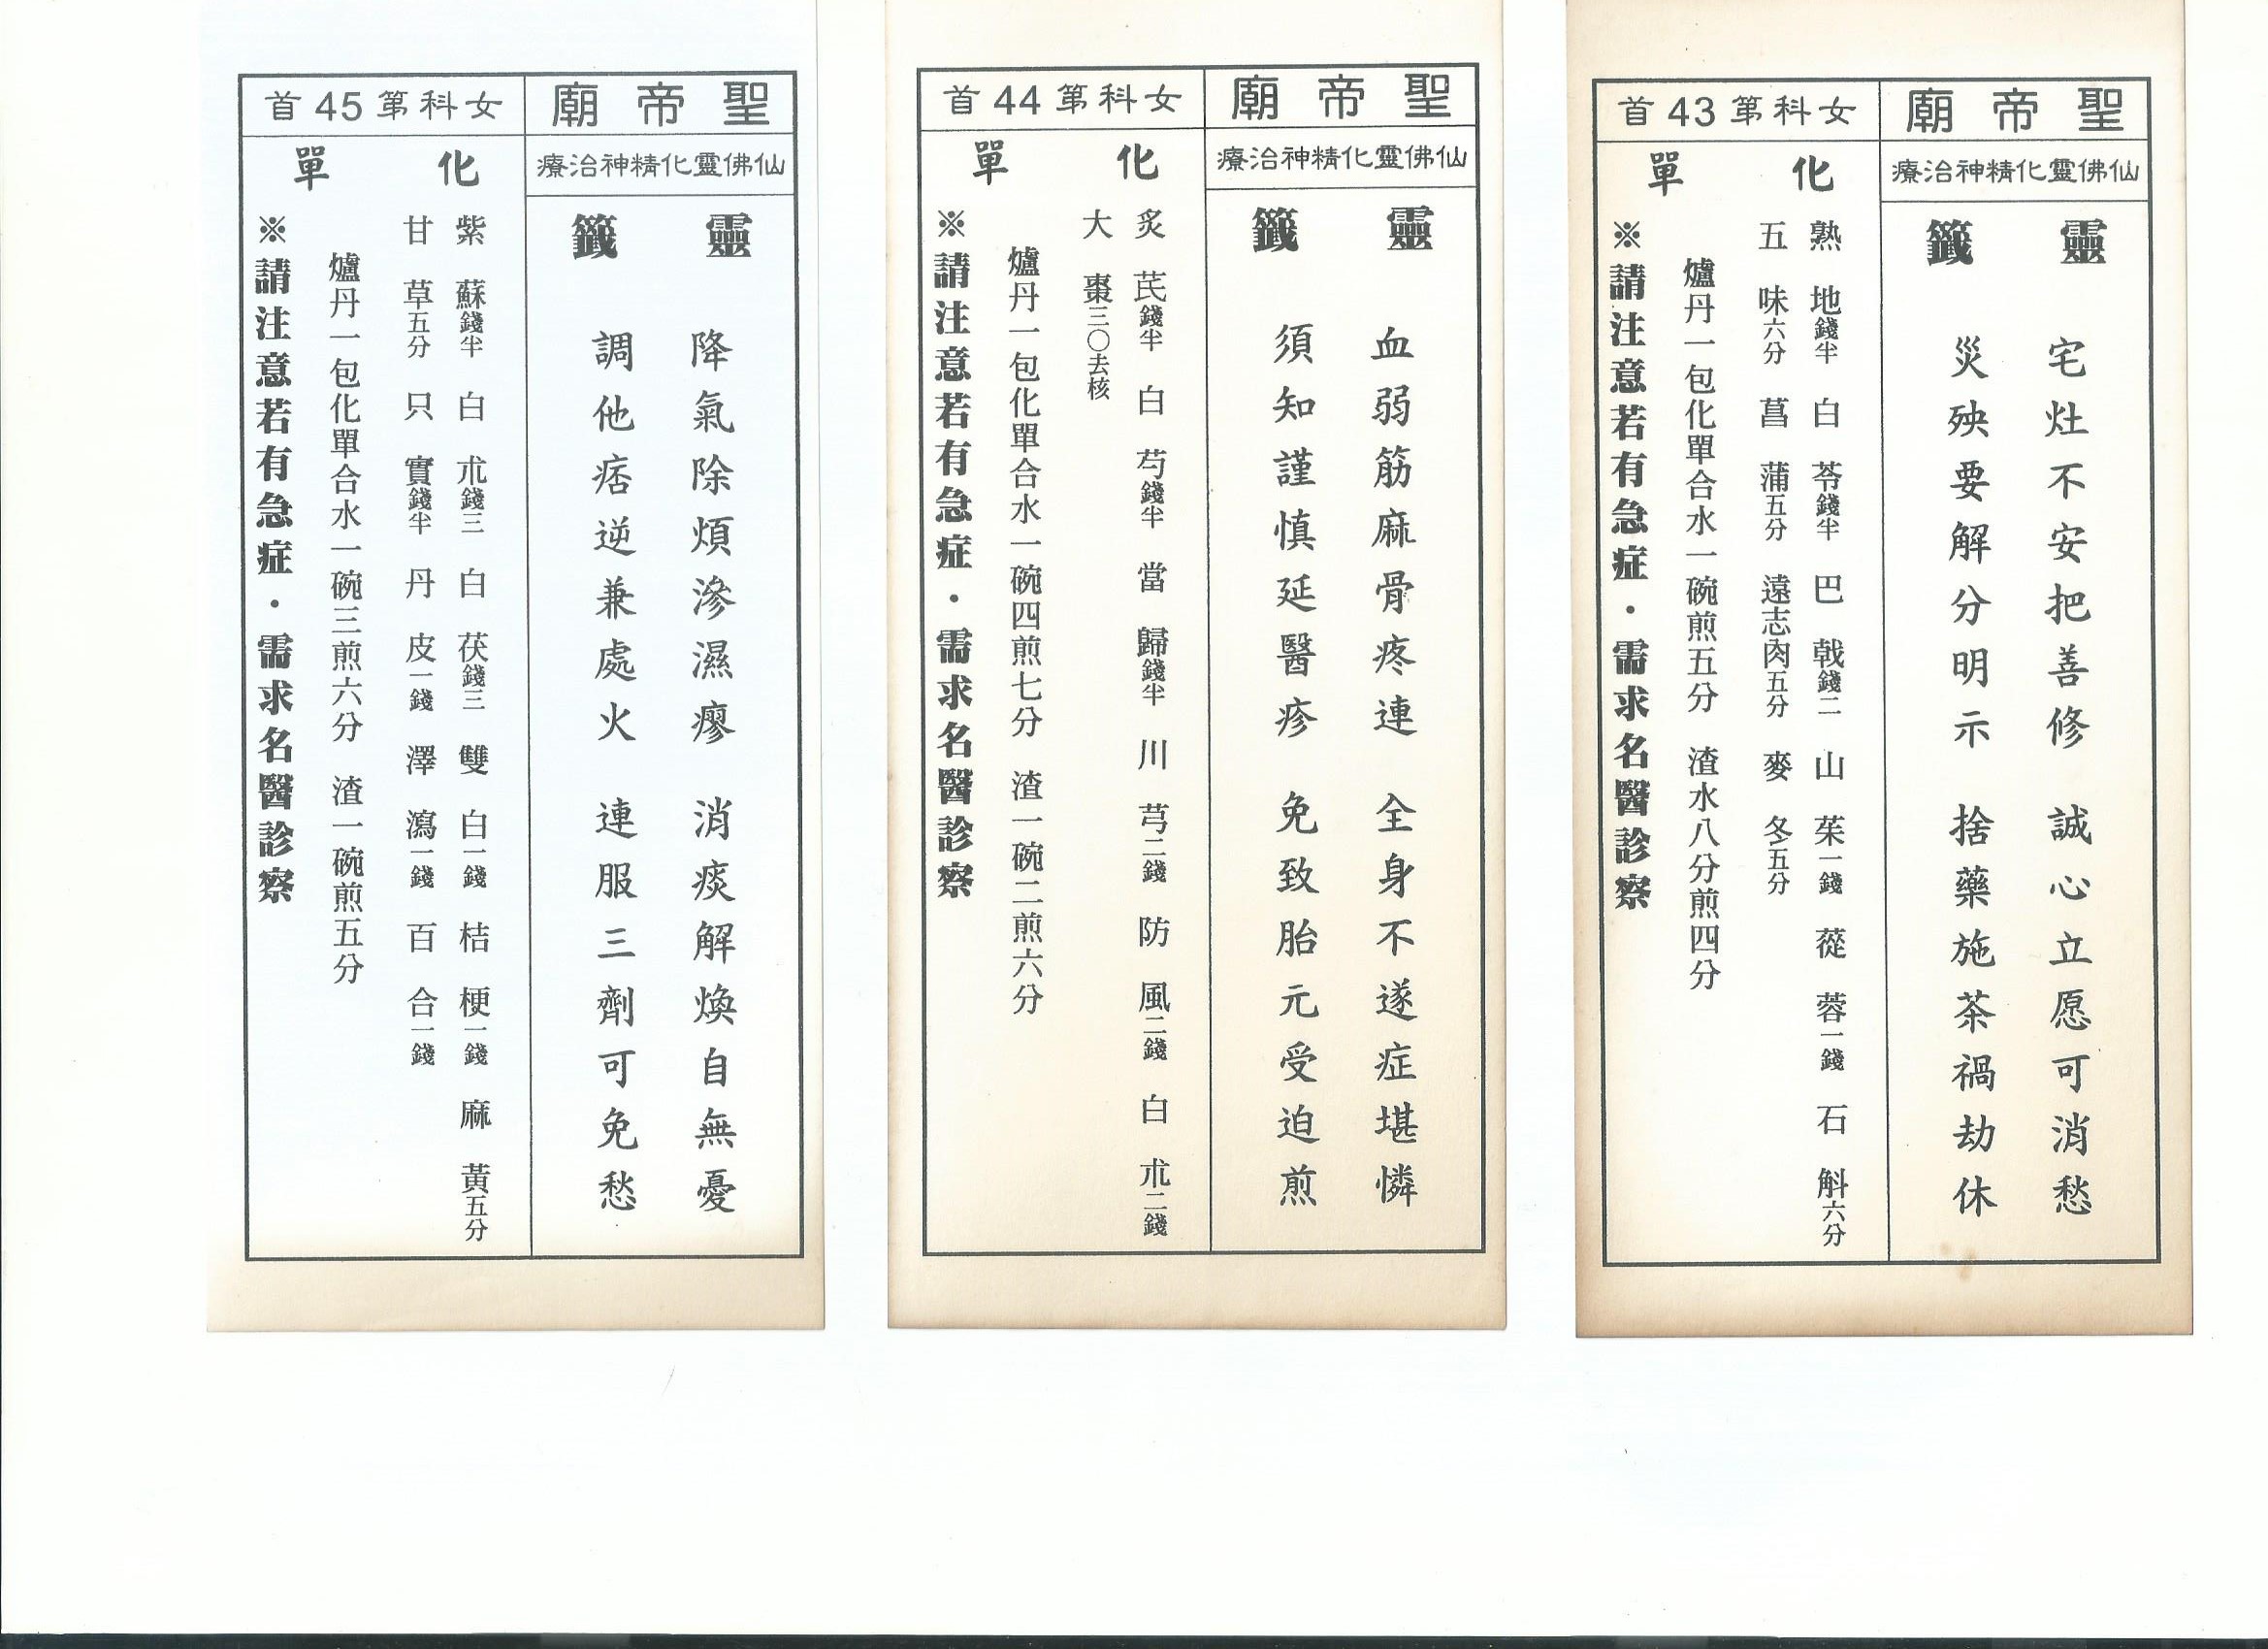 聖帝廟
女科第43首
仙佛靈化精神治療
靈籤
宅灶不安把善修 誠心立愿可消愁
災殃要解分明示 捨藥施茶禍劫休
化單
熟地錢半 白苓錢半 巴戟錢二 山茱一錢 蓯蓉一錢 石斛六分
五味六分 菖蒲五分 遠志肉五分 麥冬五分
爐丹一包化單合水一碗煎五分 渣水八分煎四分
※請注意若有急症．需求名醫診察
聖帝廟
女科第44首
仙佛靈化精神治療
靈籤
血弱筋麻骨疼連 全身不遂症堪憐
須知謹慎延醫疹 免致胎元受迫煎
化單
炙芪錢半 白芍錢半 當歸錢半 川芎二錢 防風二錢 白朮二錢
大棗三〇去核
爐丹一包化單合水一碗四煎七分 渣一碗二煎六分
※請注意若有急症．需求名醫診察
聖帝廟
女科第45首
仙佛靈化精神治療
靈籤
降氣除煩滲濕瘳 消痰解煥自無憂
調他痞逆兼處火 連服三劑可免愁
化單
紫蘇錢半 白朮錢三 白茯錢三 雙白一錢 桔梗一錢 麻黃五分
甘草五分 只實錢半 丹皮一錢 澤瀉一錢 百合一錢
爐丹一包化單合水一碗三煎六分 渣一碗煎五分
※請注意若有急症．需求名醫診察